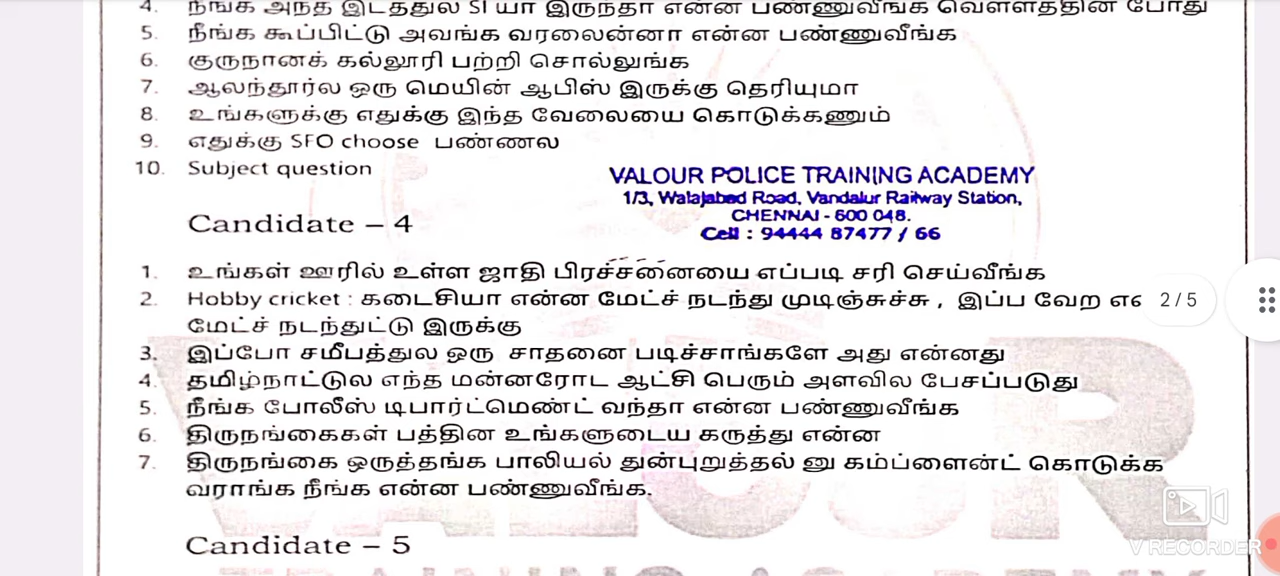 4. நீங்க அந்த இடத்துல SI யா இருந்தா என்ன பண்ணுவீங்க வெள்ளத்தின் போது
5. நீங்க கூப்பிட்டு அவங்க வரலைன்னா என்ன பண்ணுவீங்க
6. குருநானக் கல்லூரி பற்றி சொல்லுங்க
7. ஆலந்தூர்ல ஒரு மெயின் ஆபிஸ் இருக்கு தெரியுமா
8. உங்களுக்கு எதுக்கு இந்த வேலையை கொடுக்கணும்
9. எதுக்கு SFO choose பண்ணல
10. Subject question
VALOUR POLICE TRAINING ACADEMY
1/3, Walajabad Road, Vandalur Railway Station,
CHENNAI - 600 048.
Cell : 94444 87477 / 66
Candidate – 4
1. உங்கள் ஊரில் உள்ள ஜாதி பிரச்சனையை எப்படி சரி செய்வீங்க
2. Hobby cricket : கடைசியா என்ன மேட்ச் நடந்து முடிஞ்சுச்சு , இப்ப வேற
2/5
மேட்ச் நடந்துட்டு இருக்கு
3. இப்போ சமீபத்துல ஒரு சாதனை படிச்சாங்களே அது என்னது
4. தமிழ்நாட்டுல எந்த மன்னரோட ஆட்சி பெரும் அளவில பேசப்படுது
5. நீங்க போலீஸ் டிபார்ட்மெண்ட் வந்தா என்ன பண்ணுவீங்க
6. திருநங்கைகள் பத்தின உங்களுடைய கருத்து என்ன
7. திருநங்கை ஒருத்தங்க பாலியல் துன்புறுத்தல் னு கம்ப்ளைன்ட் கொடுக்க
வராங்க நீங்க என்ன பண்ணுவீங்க.
V RECORDER
Candidate – 5